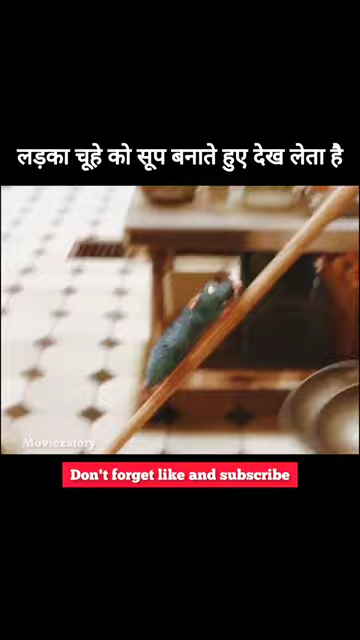 लड़का चूहे को सूप बनाते हुए देख लेता है
Moviezstory
Don't forget like and subscribe